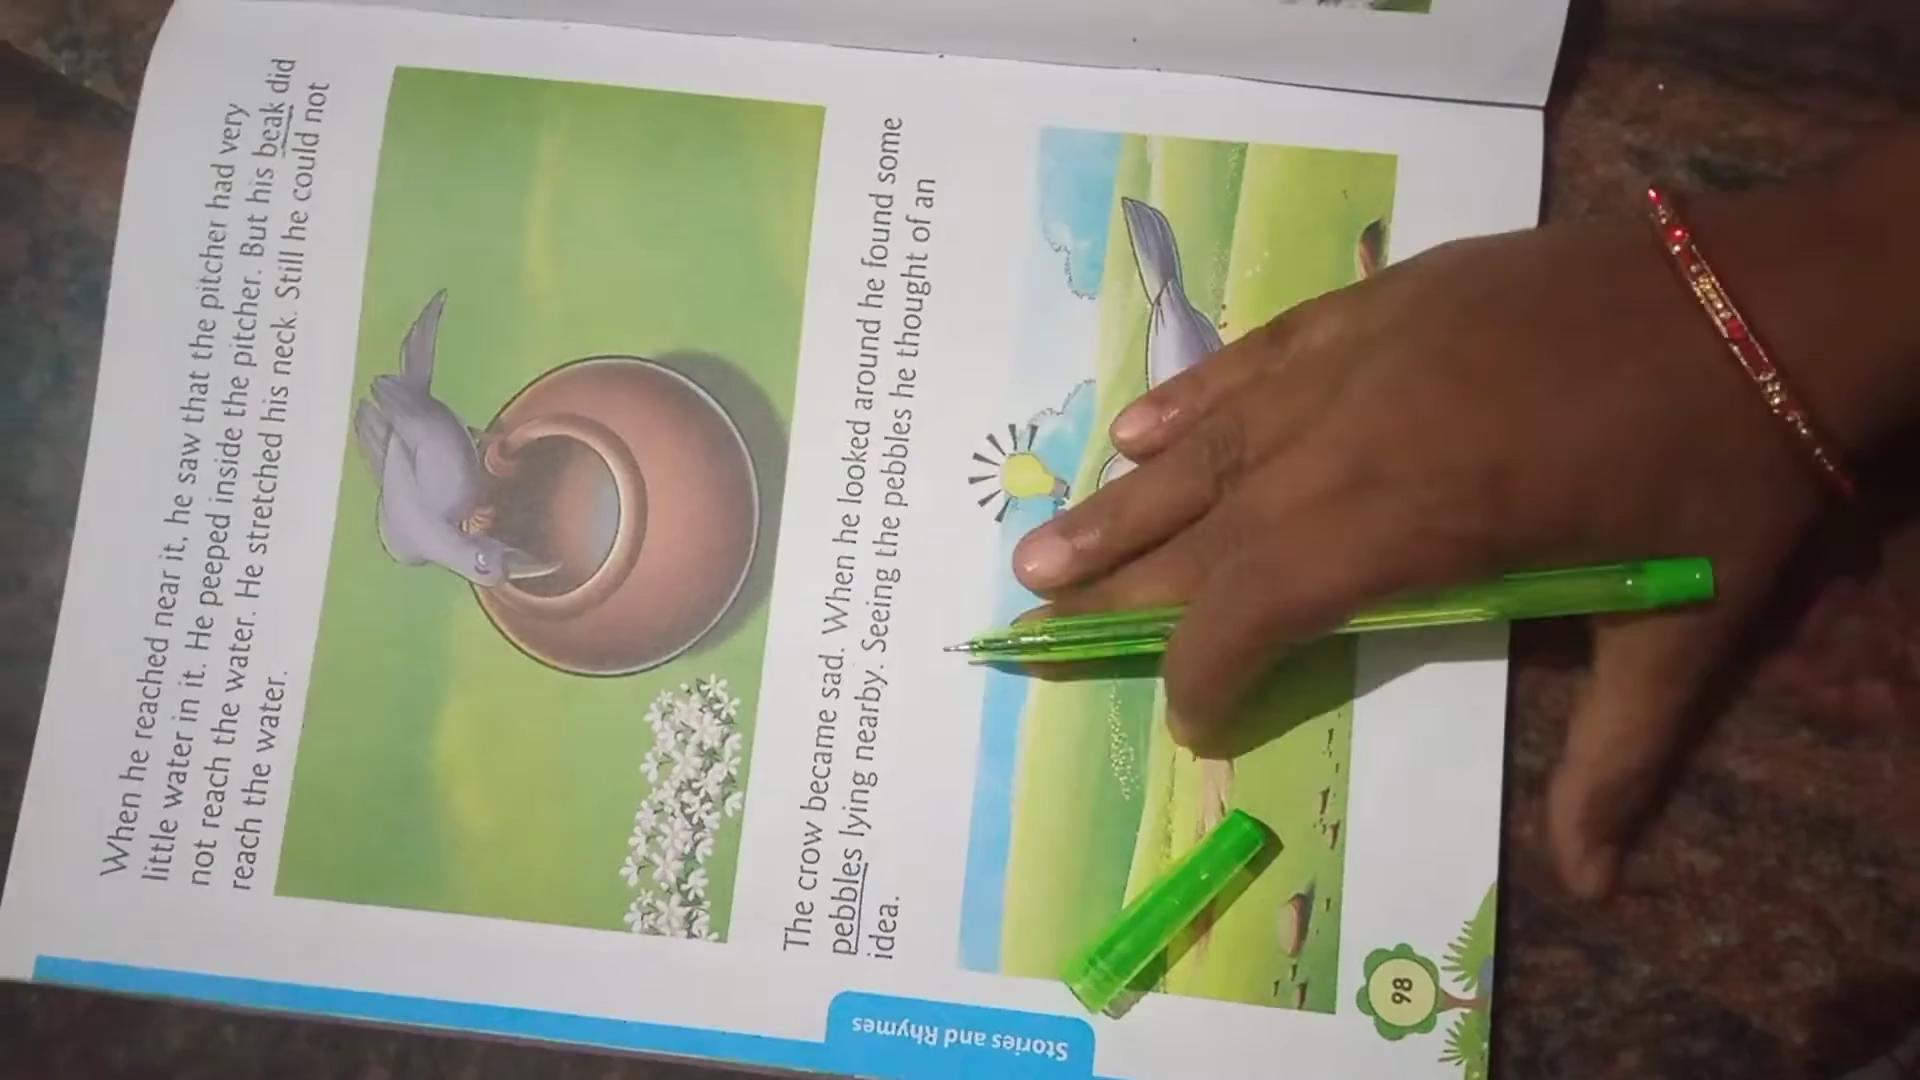 When he reached near it, he saw that the pitcher had very
little water in it. He peeped inside the pitcher. But his beak did
not reach the water. He stretched his neck. Still he could not
reach the water.
The crow became sad. When he looked around he found some
pebbles lying nearby. Seeing the pebbles he thought of an
idea.
98
Stories and Rhymes